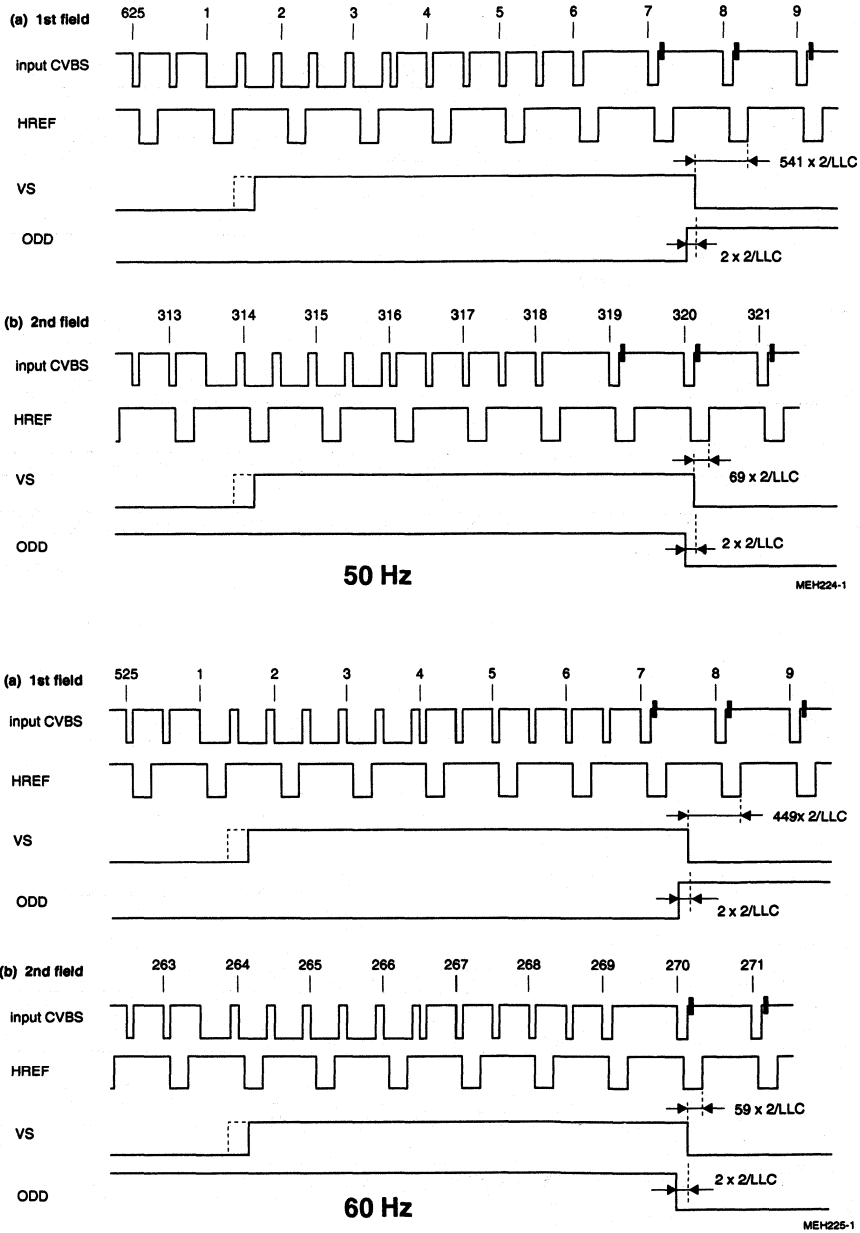 (a) 1st field
625 1 2 3 4 5 6 7 8 9
input CVBS
HREF
541 x 2/LLC
VS
ODD
2 x 2/LLC
(b) 2nd field
313 314 315 316 317 318 319 320 321
input CVBS
HREF
VS
69 x 2/LLC
ODD
2 x 2/LLC
50 Hz
MEH224-1
(a) 1st field
525 1 2 3 4 5 6 7 8 9
input CVBS
HREF
449x 2/LLC
VS
ODD
2 x 2/LLC
(b) 2nd field
263 264 265 266 267 268 269 270 271
input CVBS
HREF
59 x 2/LLC
VS
2 x 2/LLC
ODD
60 Hz
MEH225-1